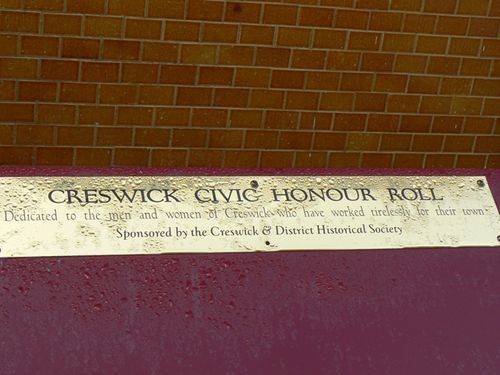 CRESWICK CIVIC HONOUR ROLL
Dedicated to the men and women of Creswick who have worked tirelessly for their town
Sponsored by the Creswick & District Historical Society